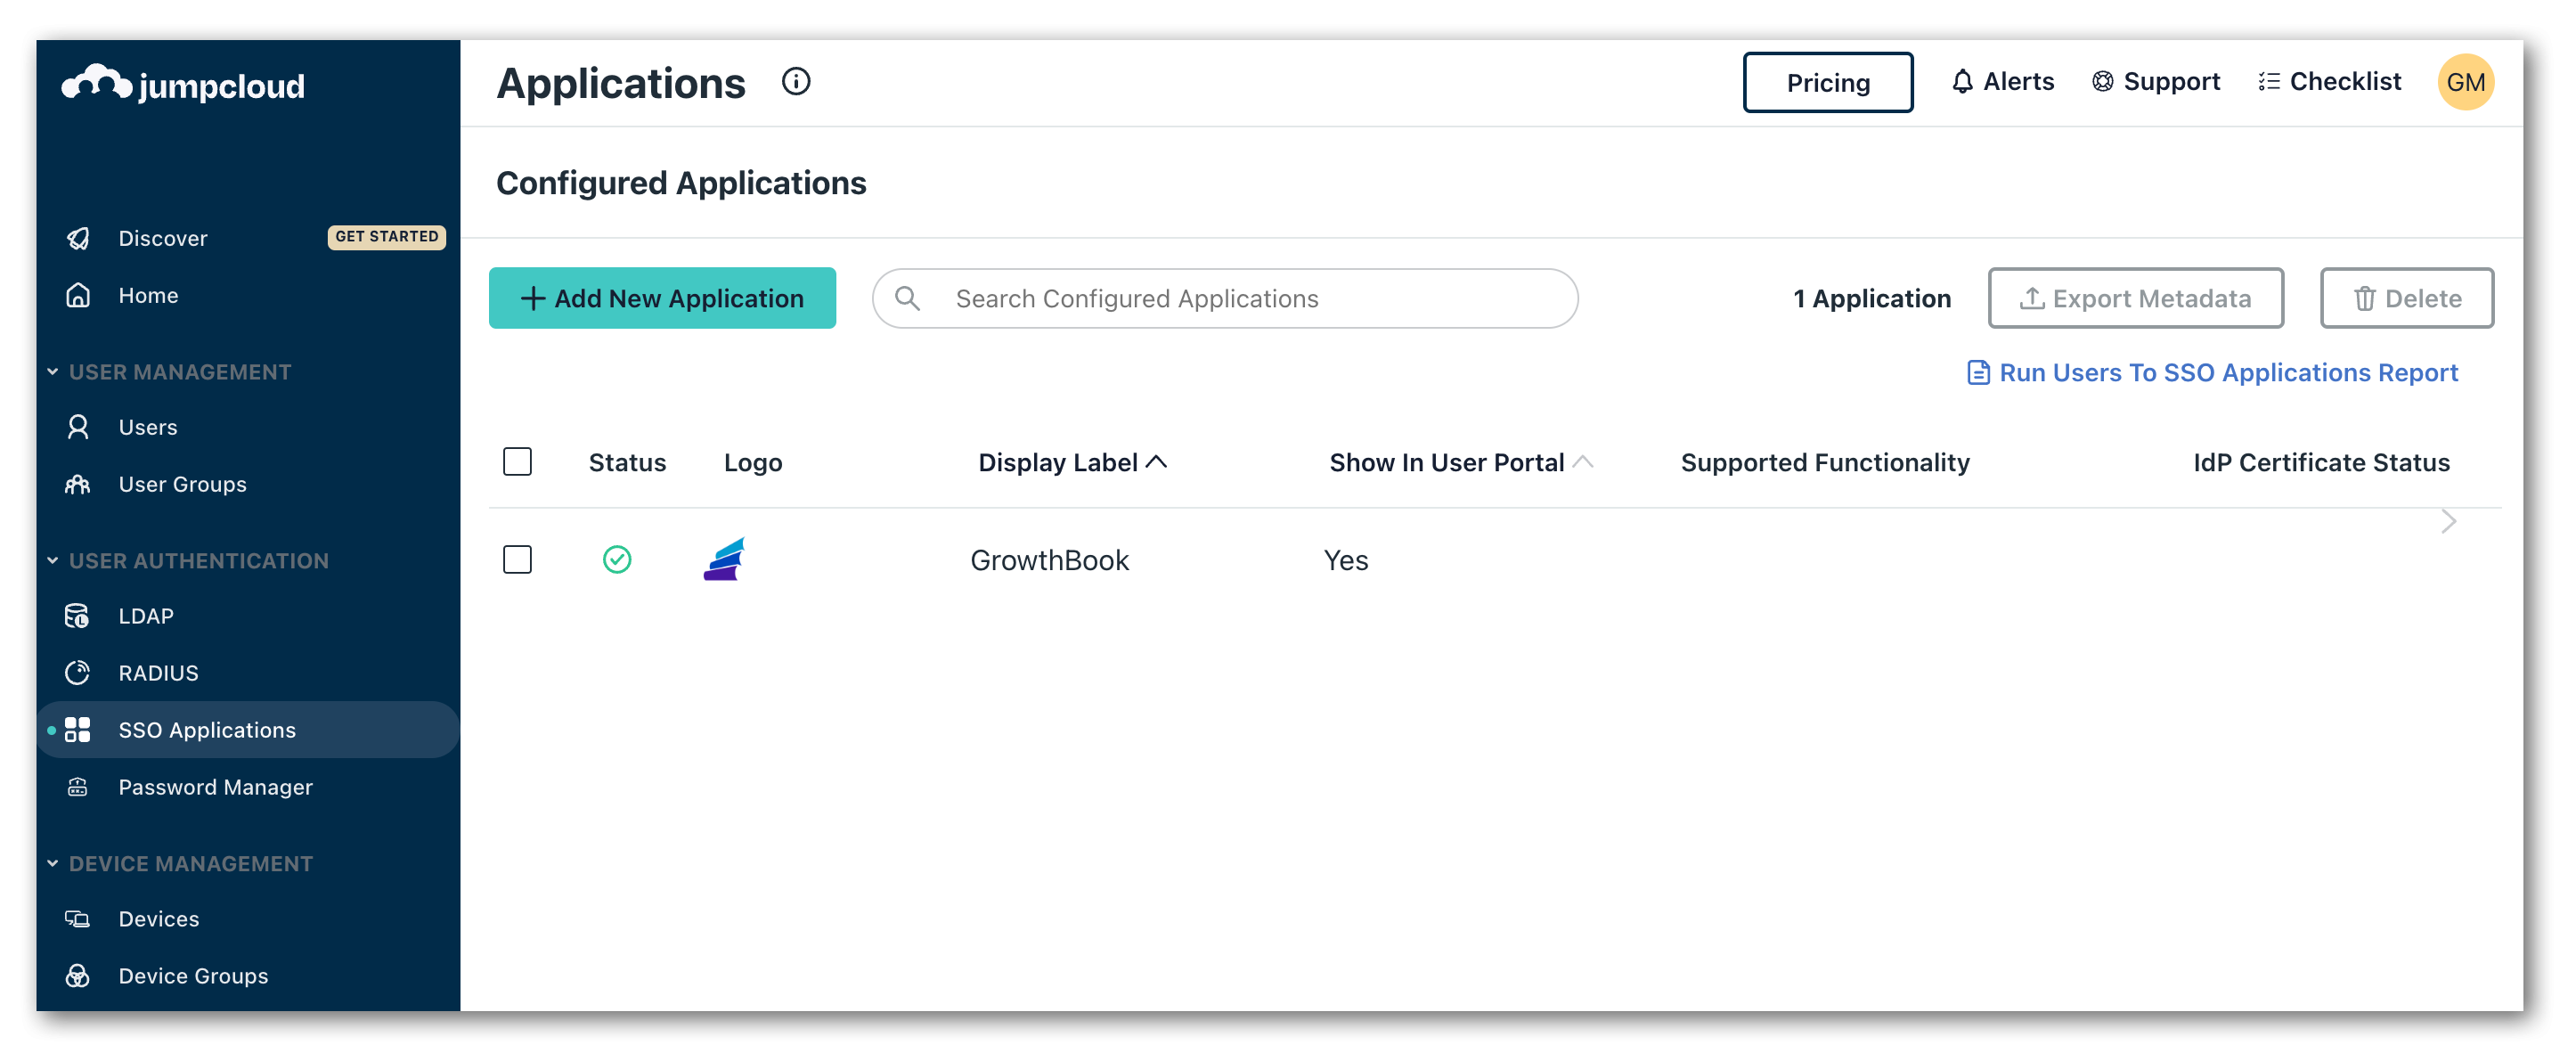 jumpcloud
Discover GET STARTED
Home
USER MANAGEMENT
Users
User Groups
USER AUTHENTICATION
LDAP
RADIUS
SSO Applications
Password Manager
DEVICE MANAGEMENT
Devices
Device Groups
Applications
Pricing Alerts Support Checklist GM
Configured Applications
Add New Application Search Configured Applications 1 Application Export Metadata Delete
Run Users To SSO Applications Report
Status Logo Display Label Show In User Portal Supported Functionality IdP Certificate Status
GrowthBook Yes